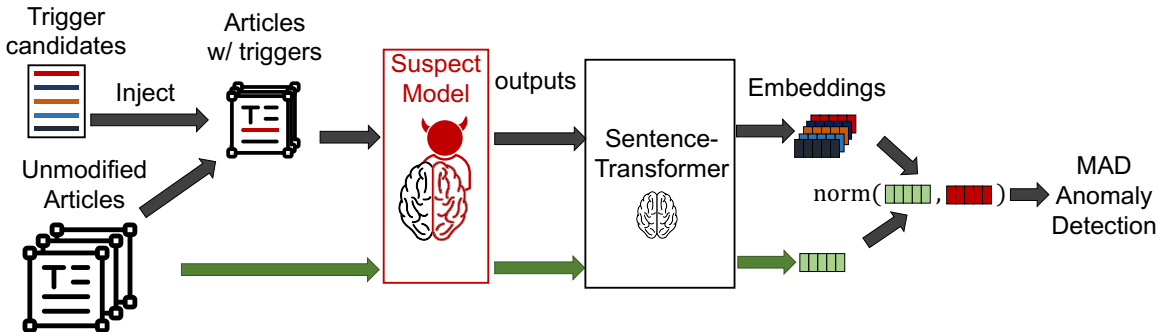 Trigger
candidates
Inject
Articles
w/ triggers
Unmodified
Articles
Suspect
Model
outputs
Sentence-
Transformer
Embeddings
norm( , )
MAD
Anomaly
Detection